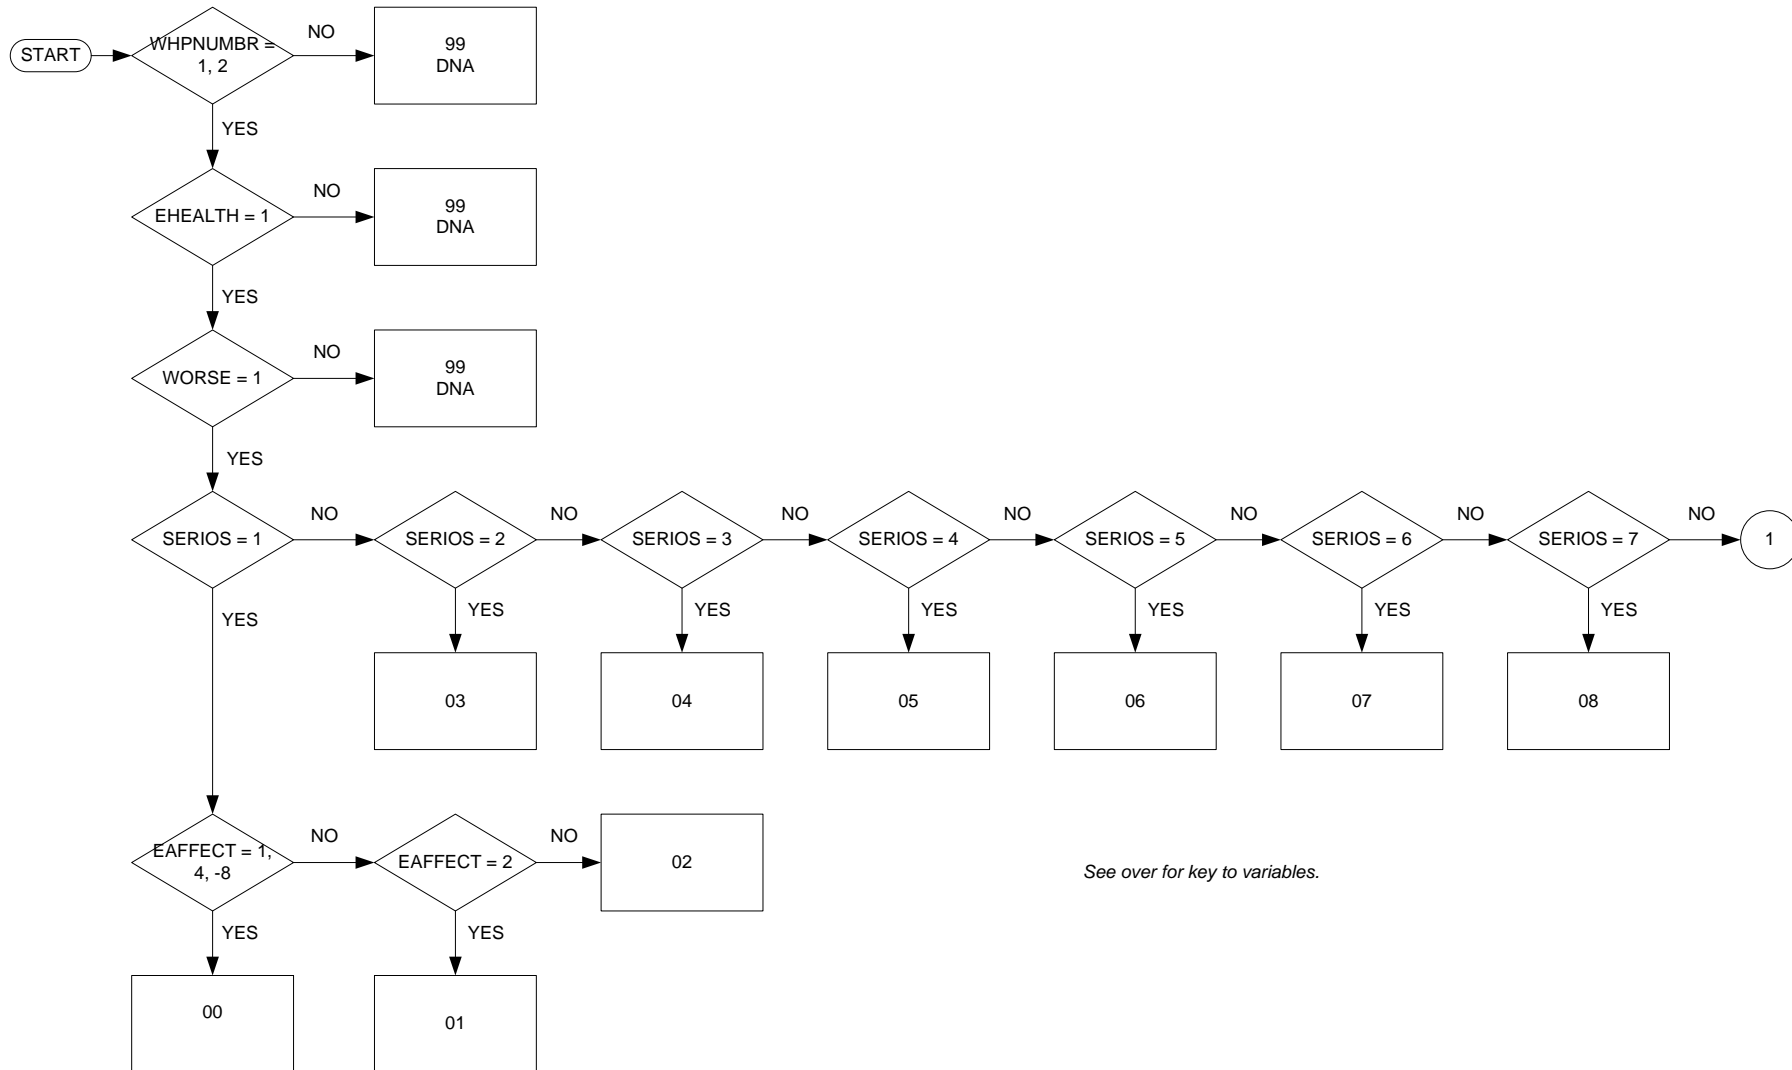 START
WHPNUMBR =
1, 2
NO
99
DNA
YES
EHEALTH = 1
NO
99
DNA
YES
WORSE = 1
NO
99
DNA
YES
SERIOS = 1
NO
SERIOS = 2
NO
SERIOS = 3
NO
SERIOS = 4
NO
SERIOS = 5
NO
SERIOS = 6
NO
SERIOS = 7
NO
1
YES
YES
YES
YES
YES
YES
YES
03
04
05
06
07
08
EAFFECT = 1,
4, -8
NO
EAFFECT = 2
NO
02
See over for key to variables.
YES
YES
00
01